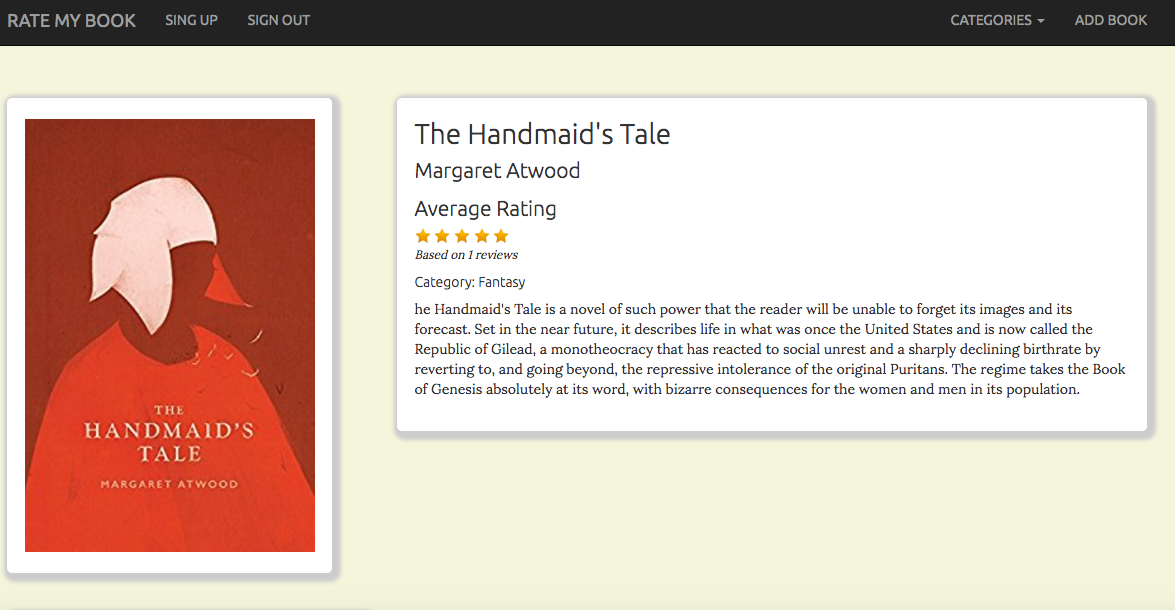 RATE MY BOOK SING UP SIGN OUT CATEGORIES ADD BOOK
THE
HANDMAID'S
TALE
MARGARET ATWOOD
The Handmaid's Tale
Margaret Atwood
Average Rating
Based on 1 reviews
Category: Fantasy
he Handmaid's Tale is a novel of such power that the reader will be unable to forget its images and its
forecast. Set in the near future, it describes life in what was once the United States and is now called the
Republic of Gilead, a monotheocracy that has reacted to social unrest and a sharply declining birthrate by
reverting to, and going beyond, the repressive intolerance of the original Puritans. The regime takes the Book
of Genesis absolutely at its word, with bizarre consequences for the women and men in its population.